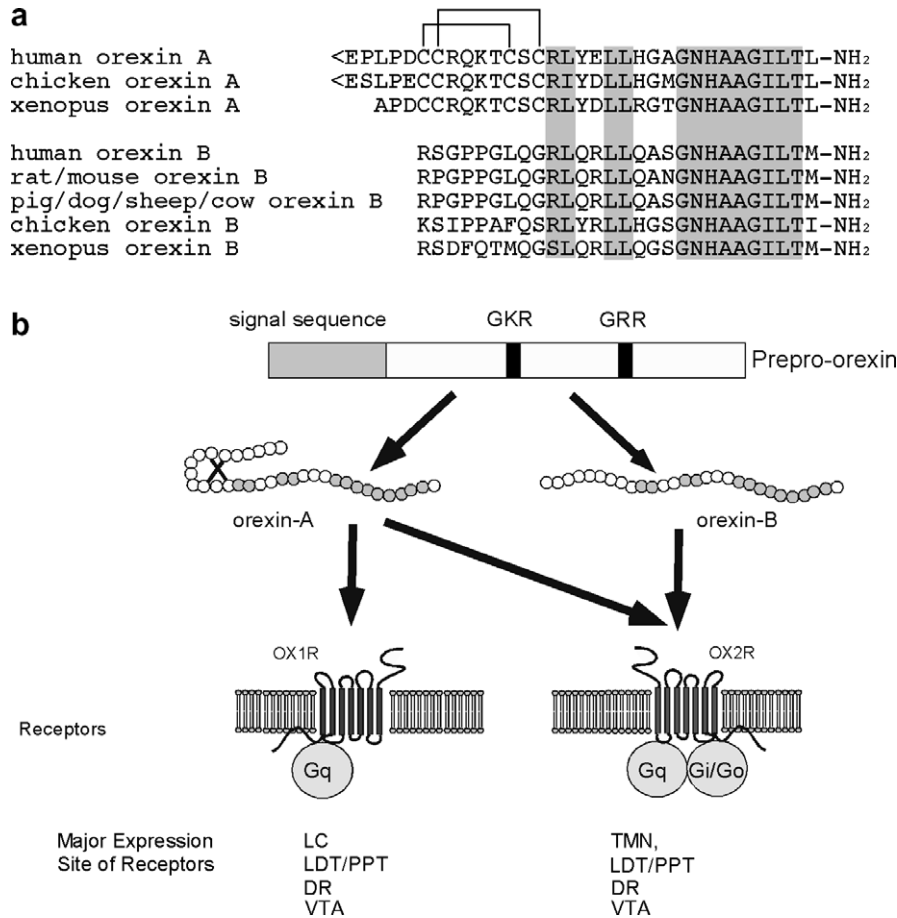 a
human orexin A <EPLPDCCRQKTCSCRLYELLHGAGNHAAGILTL-NH2
chicken orexin A <ESLPECCRQKTCSCRIYDLLHGMGNHAAGILTL-NH2
xenopus orexin A APDCCRQKTCSCRLYDLLRGTGNHAAGILTL-NH2
human orexin B RSGPPGLQGRLQRLLQASGNHAAGILTM-NH2
rat/mouse orexin B RPGPPGLQGRLQRLLQANGNHAAGILTM-NH2
pig/dog/sheep/cow orexin B RPGPPGLQGRLQRLLQASGNHAAGILTM-NH2
chicken orexin B KSIPPAFQSRLYRLLHGSGNHAAGILTI-NH2
xenopus orexin B RSDFQTMQGSLQRLLQGSGNHAAGILTM-NH2
b
signal sequence GKR GRR
Prepro-orexin
orexin-A orexin-B
OX1R OX2R
Receptors
Gq Gq Gi/Go
Major Expression LC TMN,
Site of Receptors LDT/PPT LDT/PPT
DR DR
VTA VTA